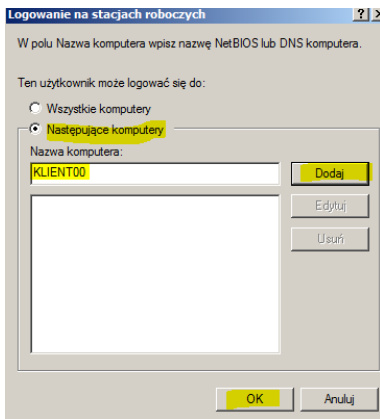 Logowanie na stacjach roboczych
W polu Nazwa komputera wpisz nazwę NetBIOS lub DNS komputera.
Ten użytkownik może logować się do:
Wszystkie komputery
Następujące komputery
Nazwa komputera:
KLIENT00
Dodaj
Edytuj
Usuń
OK Anuluj